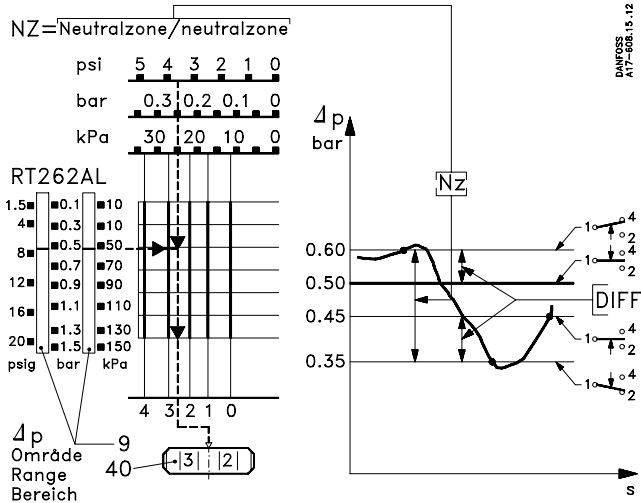 NZ=[Neutralzone/neutralzone]
DANFOSS
A17-608.15.12
psi 5 4 3 2 1 0
bar 0.3 0.2 0.1 0
kPa 30 20 10 0
RT262AL
1.5 0.1 10
4 0.3 10
0.5 50
8 0.7 70
12 0.9 90
16 1.1 110
1.3 130
20 1.5 150
psig bar kPa
4 3 2 1 0
Δp
Område
Range
Bereich
9
40
3 2
Δp
bar
Nz
0.60
0.50
0.45
0.35
DIFF
1 4 2
1 4 2
1 4 2
1 4 2
s